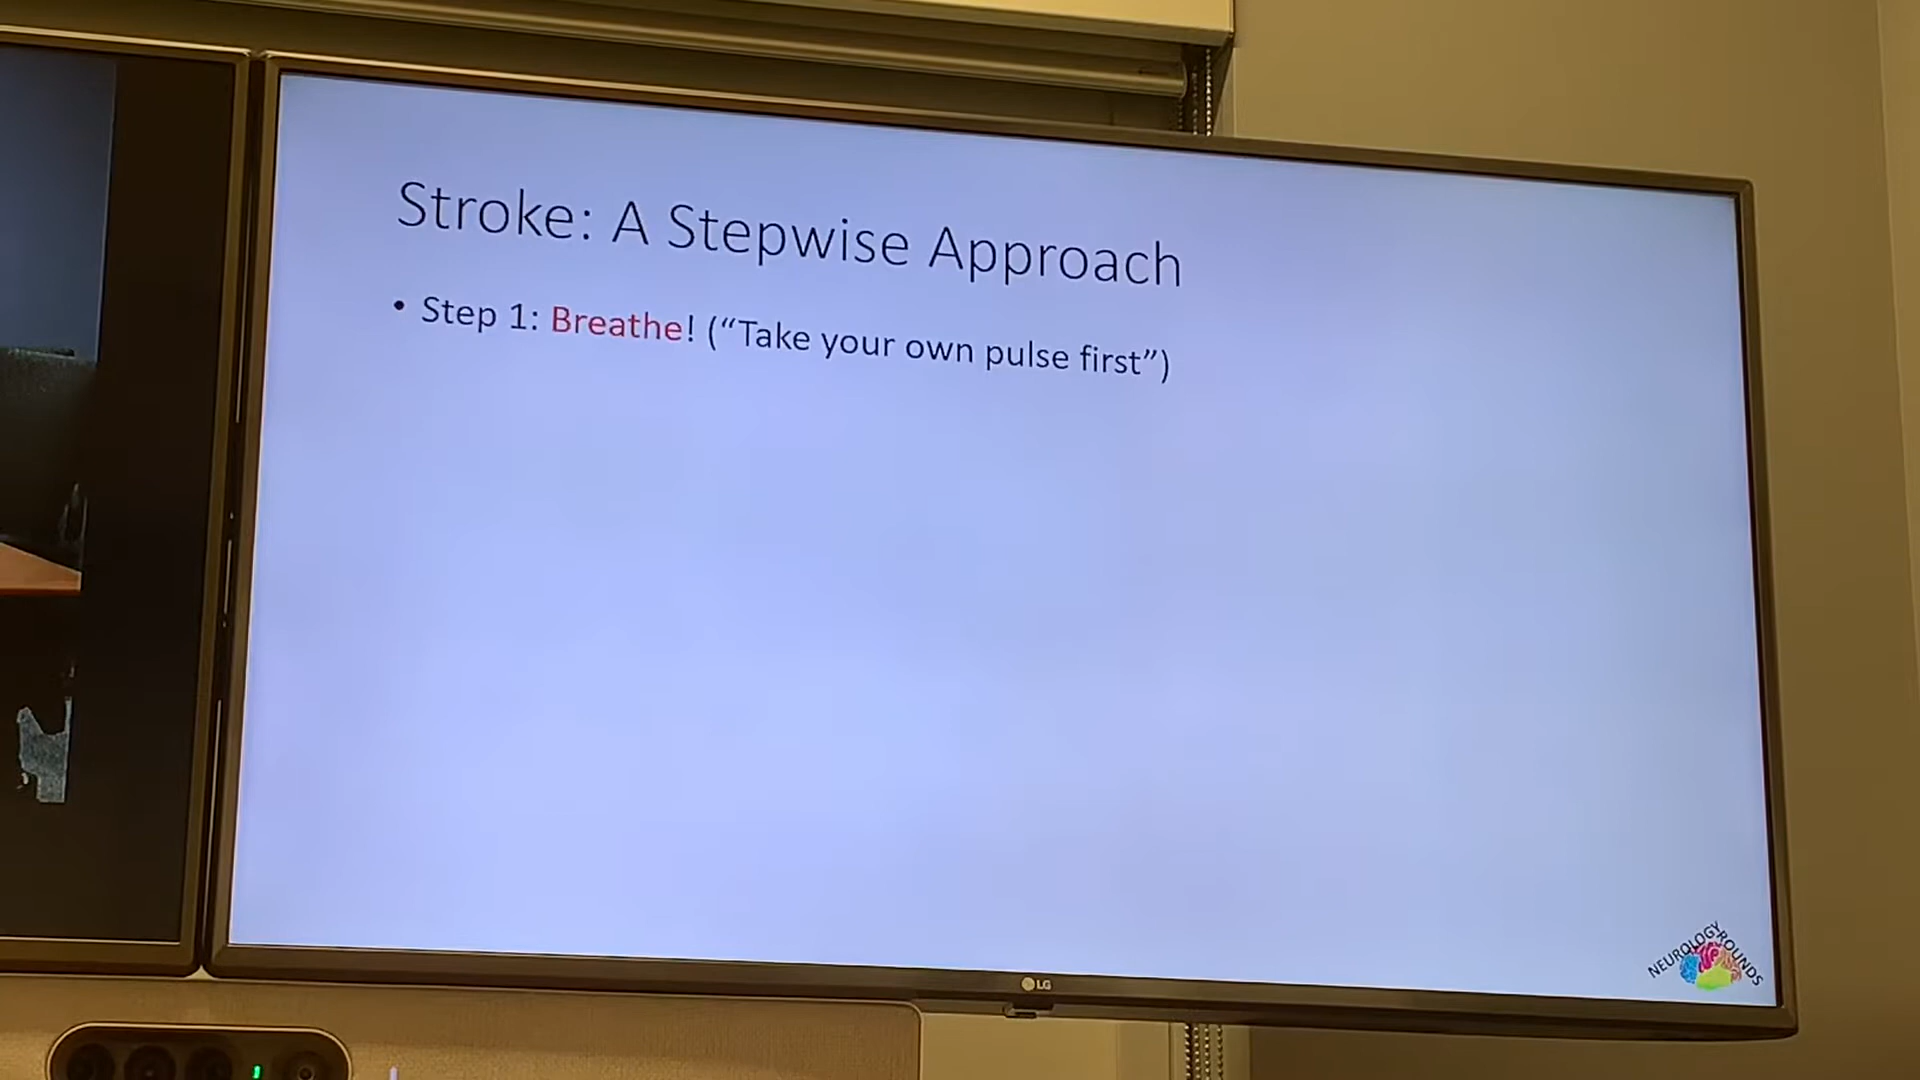 Stroke: A Stepwise Approach
• Step 1: Breathe! (“Take your own pulse first”)
NEUROLOGY ROUNDS
LG